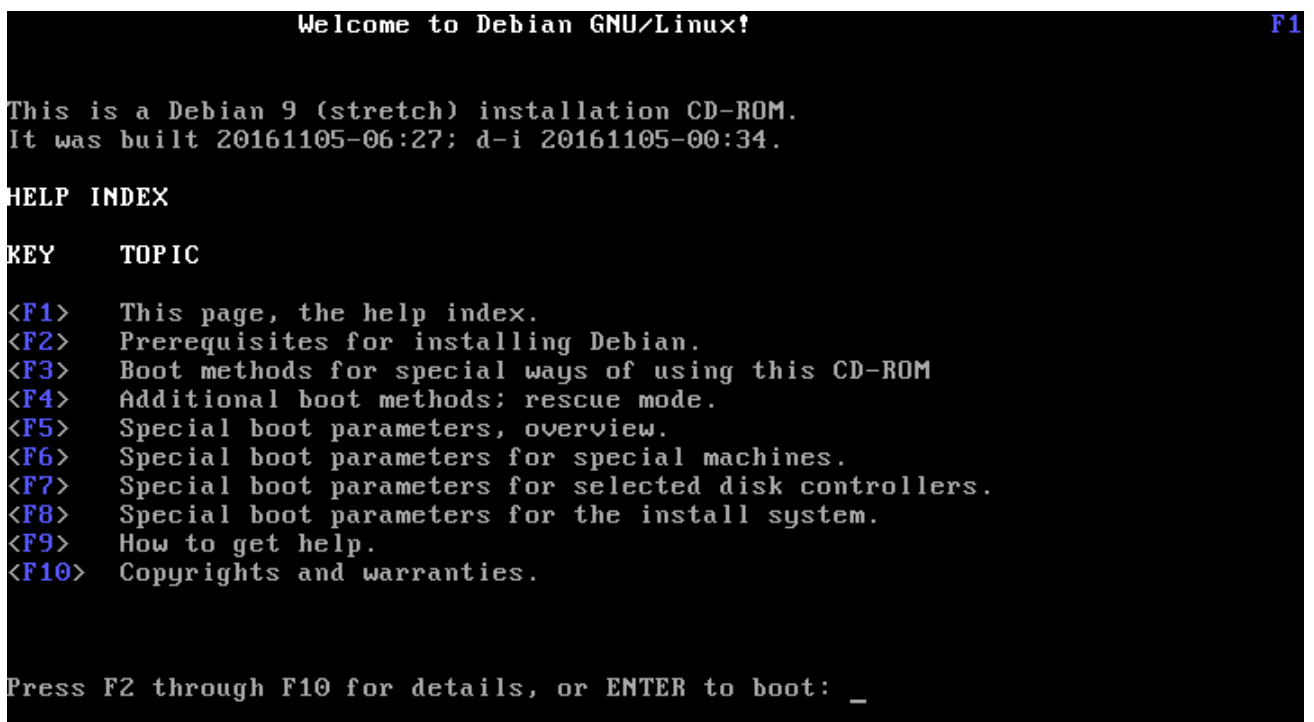 Welcome to Debian GNU/Linux! F1
This is a Debian 9 (stretch) installation CD-ROM.
It was built 20161105-06:27; d-i 20161105-00:34.
HELP INDEX
KEY TOPIC
<F1> This page, the help index.
<F2> Prerequisites for installing Debian.
<F3> Boot methods for special ways of using this CD-ROM
<F4> Additional boot methods; rescue mode.
<F5> Special boot parameters, overview.
<F6> Special boot parameters for special machines.
<F7> Special boot parameters for selected disk controllers.
<F8> Special boot parameters for the install system.
<F9> How to get help.
<F10> Copyrights and warranties.
Press F2 through F10 for details, or ENTER to boot: _